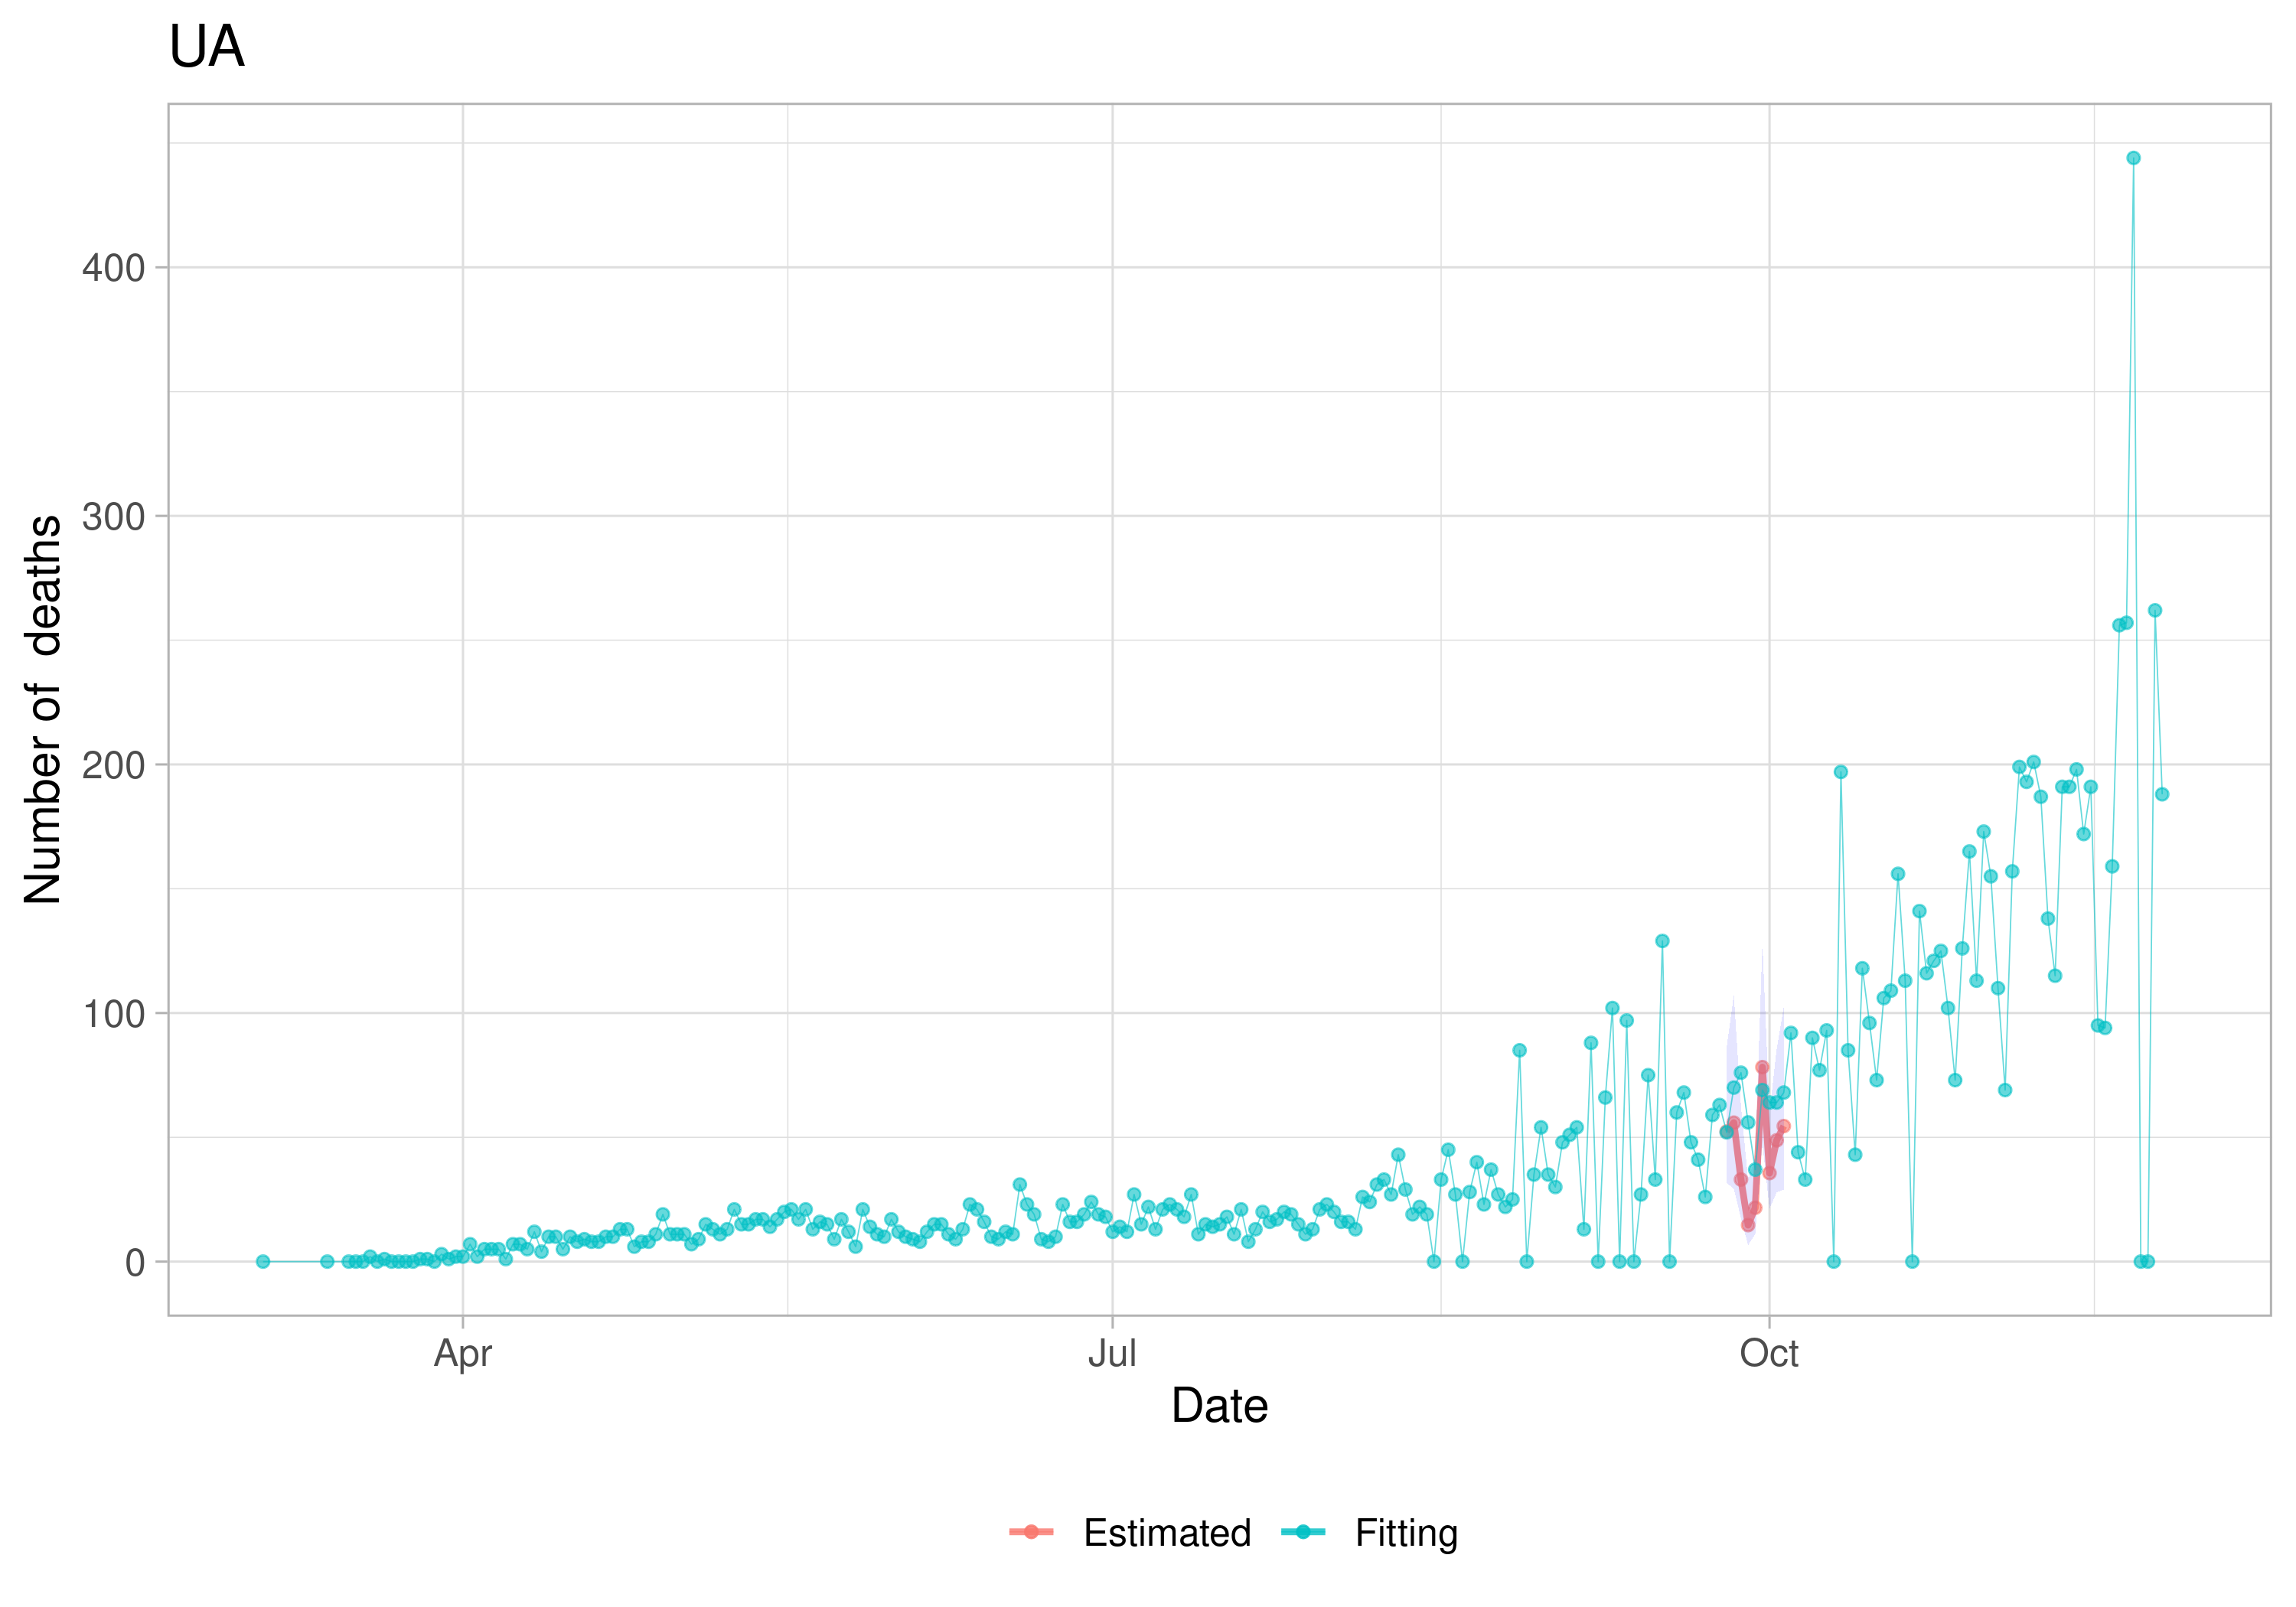 UA
Number of  deaths
400
300
200
100
0
Apr
Jul
Oct
Date
Estimated
Fitting